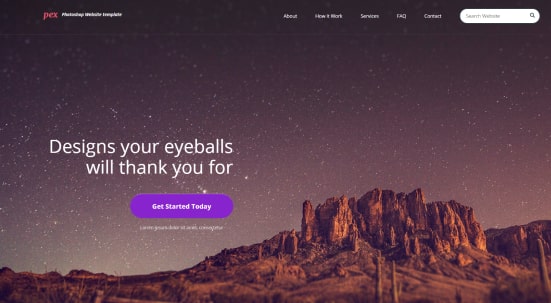 pex Photoshop Website template
About How it Work Services FAQ Contact Search Website
Designs your eyeballs
will thank you for
Get Started Today
Lorem ipsum dolor sit amet, consectetur